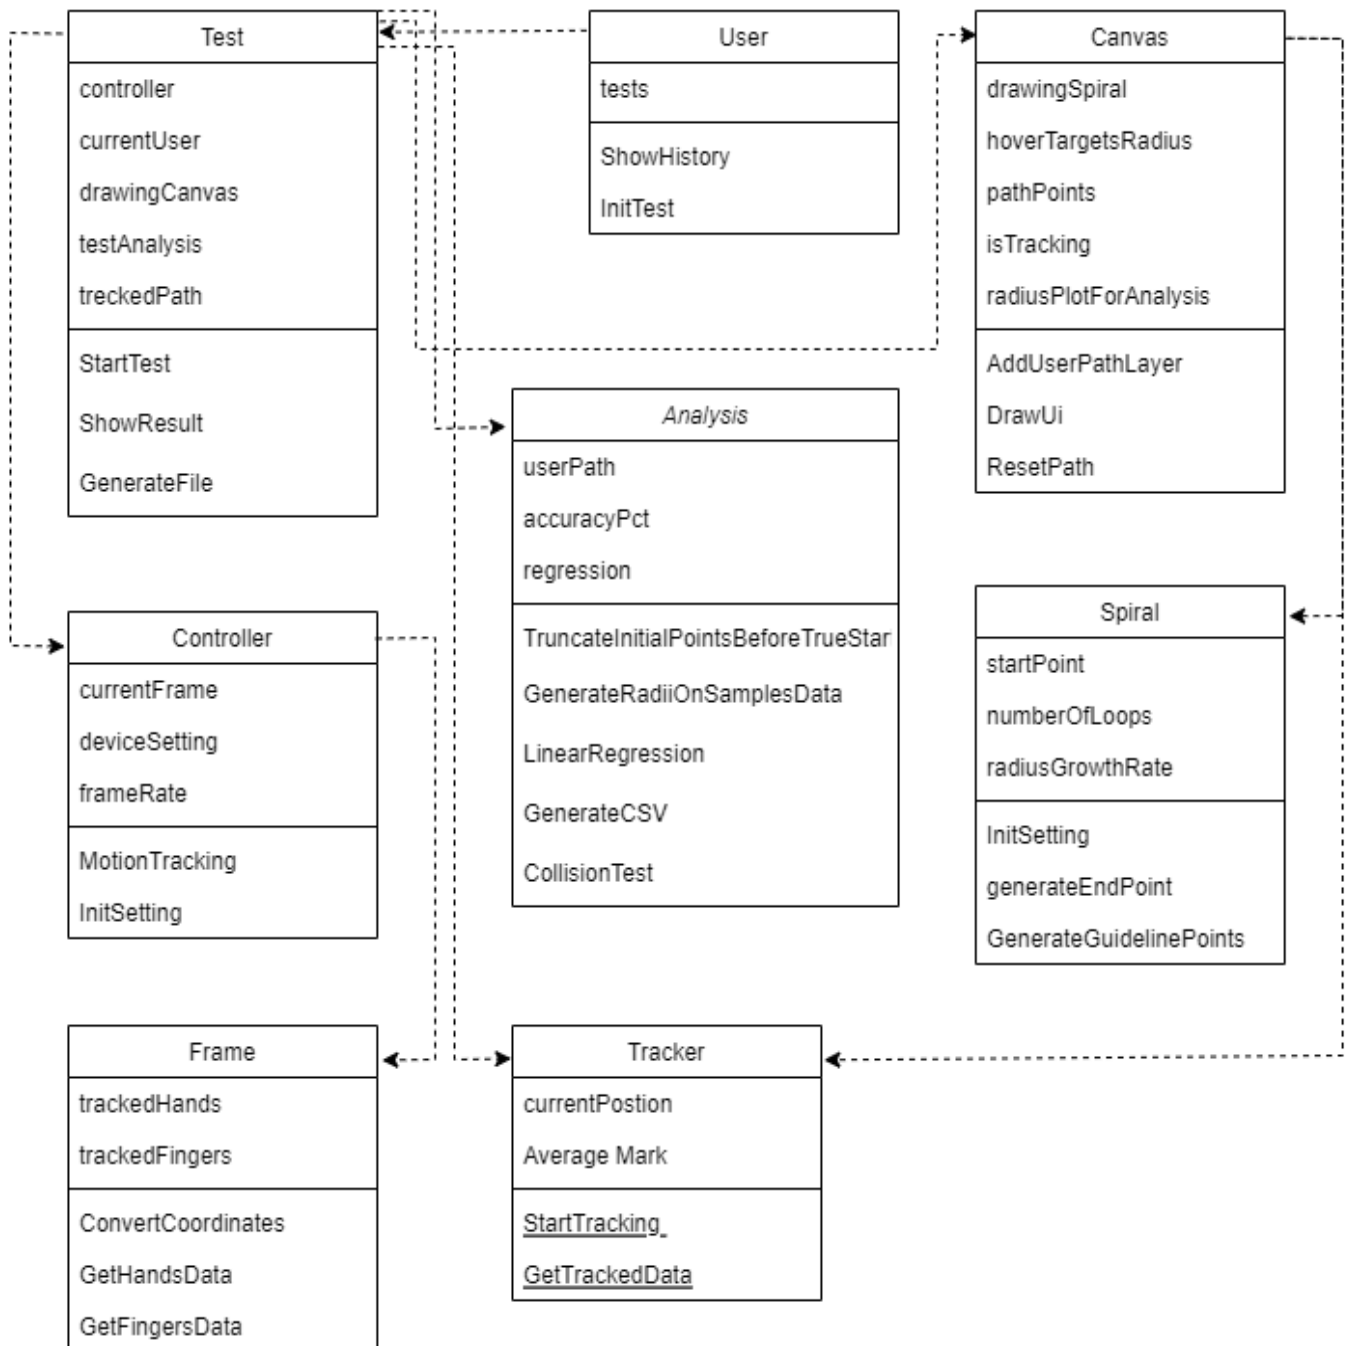 Test
controller
currentUser
drawingCanvas
testAnalysis
treckedPath
StartTest
ShowResult
GenerateFile
User
tests
ShowHistory
InitTest
Canvas
drawingSpiral
hoverTargetsRadius
pathPoints
isTracking
radiusPlotForAnalysis
AddUserPathLayer
DrawUi
ResetPath
Analysis
userPath
accuracyPct
regression
TruncateInitialPointsBeforeTrueStar
GenerateRadiiOnSamplesData
LinearRegression
GenerateCSV
CollisionTest
Controller
currentFrame
deviceSetting
frameRate
MotionTracking
InitSetting
Spiral
startPoint
numberOfLoops
radiusGrowthRate
InitSetting
generateEndPoint
GenerateGuidelinePoints
Frame
trackedHands
trackedFingers
ConvertCoordinates
GetHandsData
GetFingersData
Tracker
currentPostion
Average Mark
StartTracking
GetTrackedData